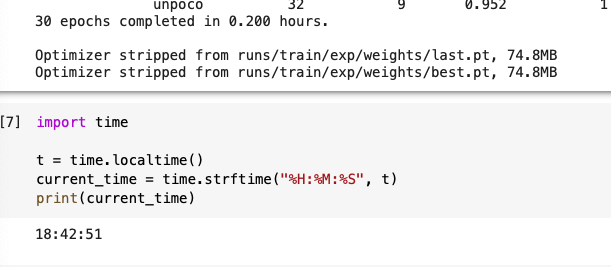 unpoco 32 9 0.952 1
30 epochs completed in 0.200 hours.
Optimizer stripped from runs/train/exp/weights/last.pt, 74.8MB
Optimizer stripped from runs/train/exp/weights/best.pt, 74.8MB
[7] import time
t = time.localtime()
current_time = time.strftime("%H:%M:%S", t)
print(current_time)
18:42:51